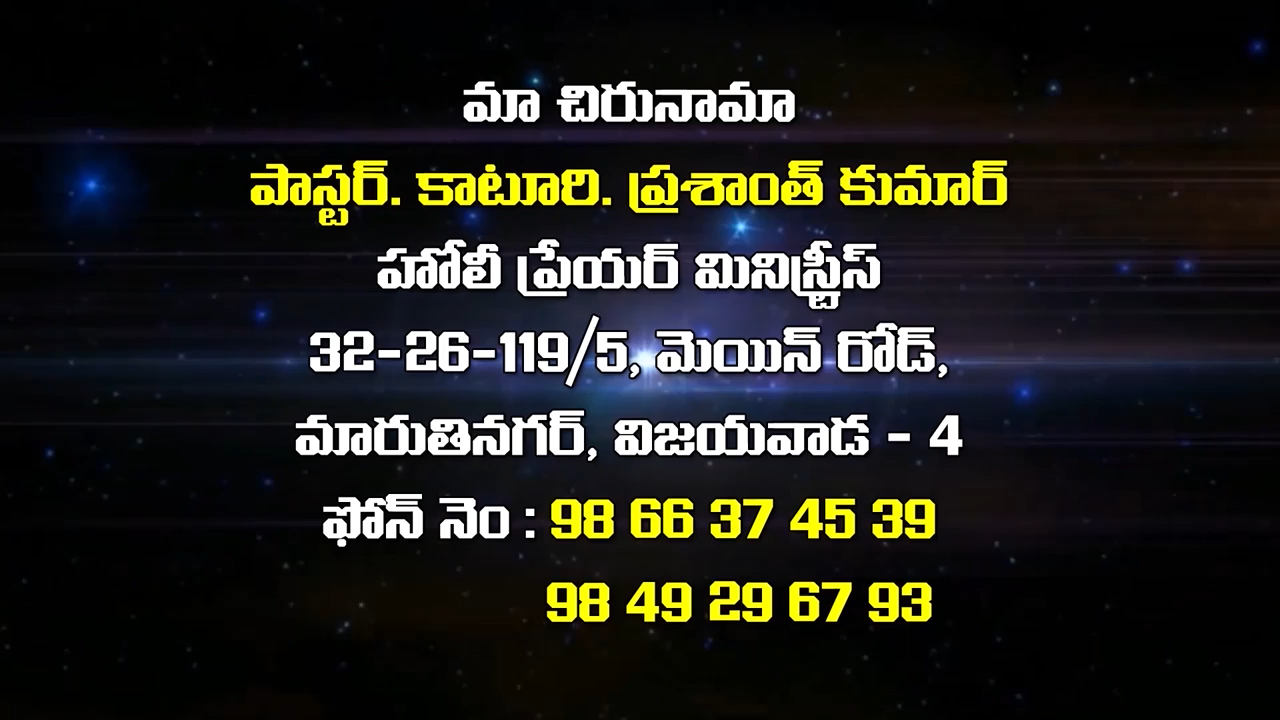 మా చిరునామా
పాస్టర్. కాటూరి. ప్రశాంత్ కుమార్
హోలీ ప్రేయర్ మినిస్ట్రీస్
32-26-119/5, మెయిన్ రోడ్,
మారుతినగర్, విజయవాడ - 4
ఫోన్ నెం : 98 66 37 45 39
98 49 29 67 93